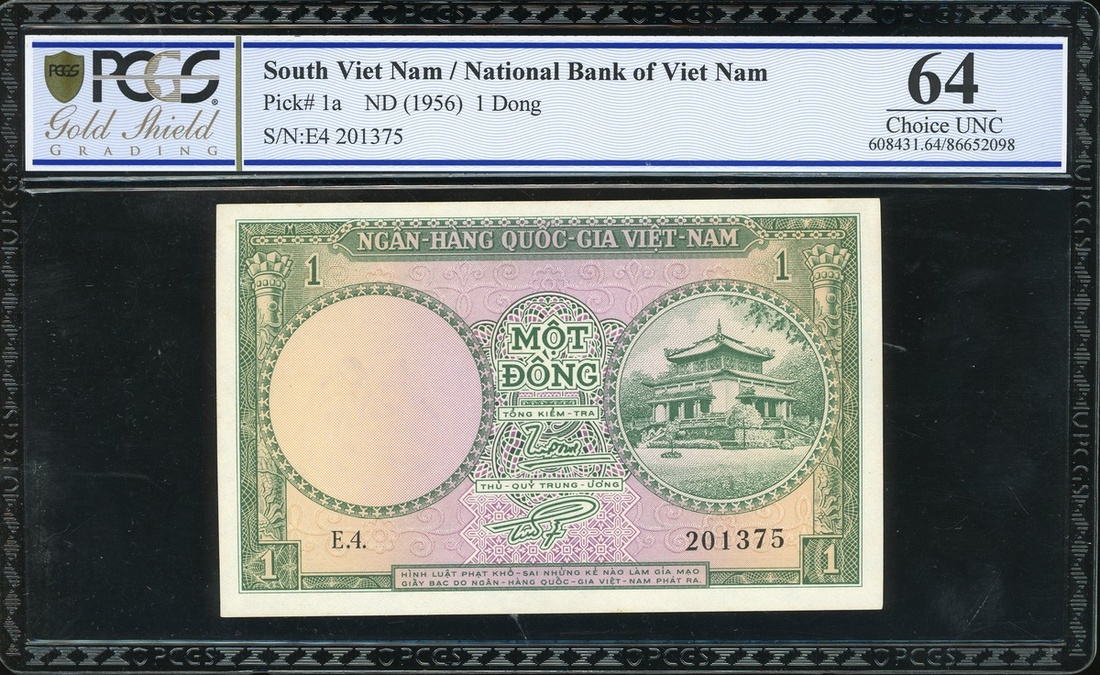 PCGS
Gold Shield
GRADING
South Viet Nam / National Bank of Viet Nam
Pick# 1a ND (1956) 1 Dong
S/N:E4 201375
64
Choice UNC
608431.64/86652098
NGÂN-HÀNG QUỐC-GIA VIỆT-NAM
1
1
MỘT
ĐỒNG
TỔNG KIỂM-TRA
THỦ-QUỸ TRUNG-ƯƠNG
E.4.
201375
1
1
HÌNH LUẬT PHẠT KHỔ-SAI NHỮNG KẺ NÀO LÀM GIẢ MẠO
GIẤY BẠC DO NGÂN-HÀNG QUỐC-GIA VIỆT-NAM PHÁT RA.